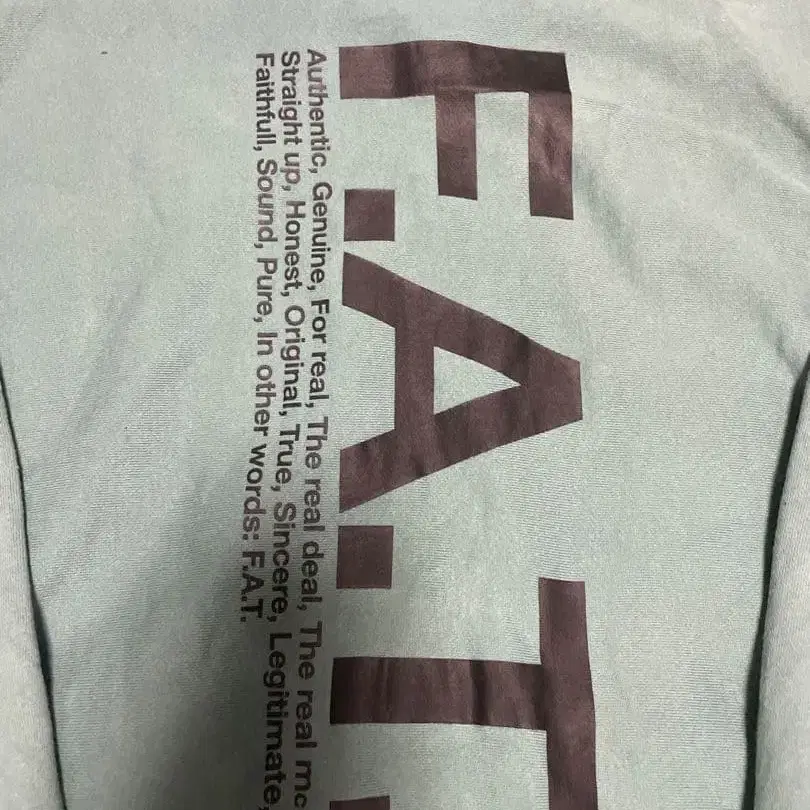 F.A.T.
Authentic, Genuine, For real, The real deal, The real mc
Straight up, Honest, Original, True, Sincere, Legitimate,
Faithfull, Sound, Pure, In other words: F.A.T.